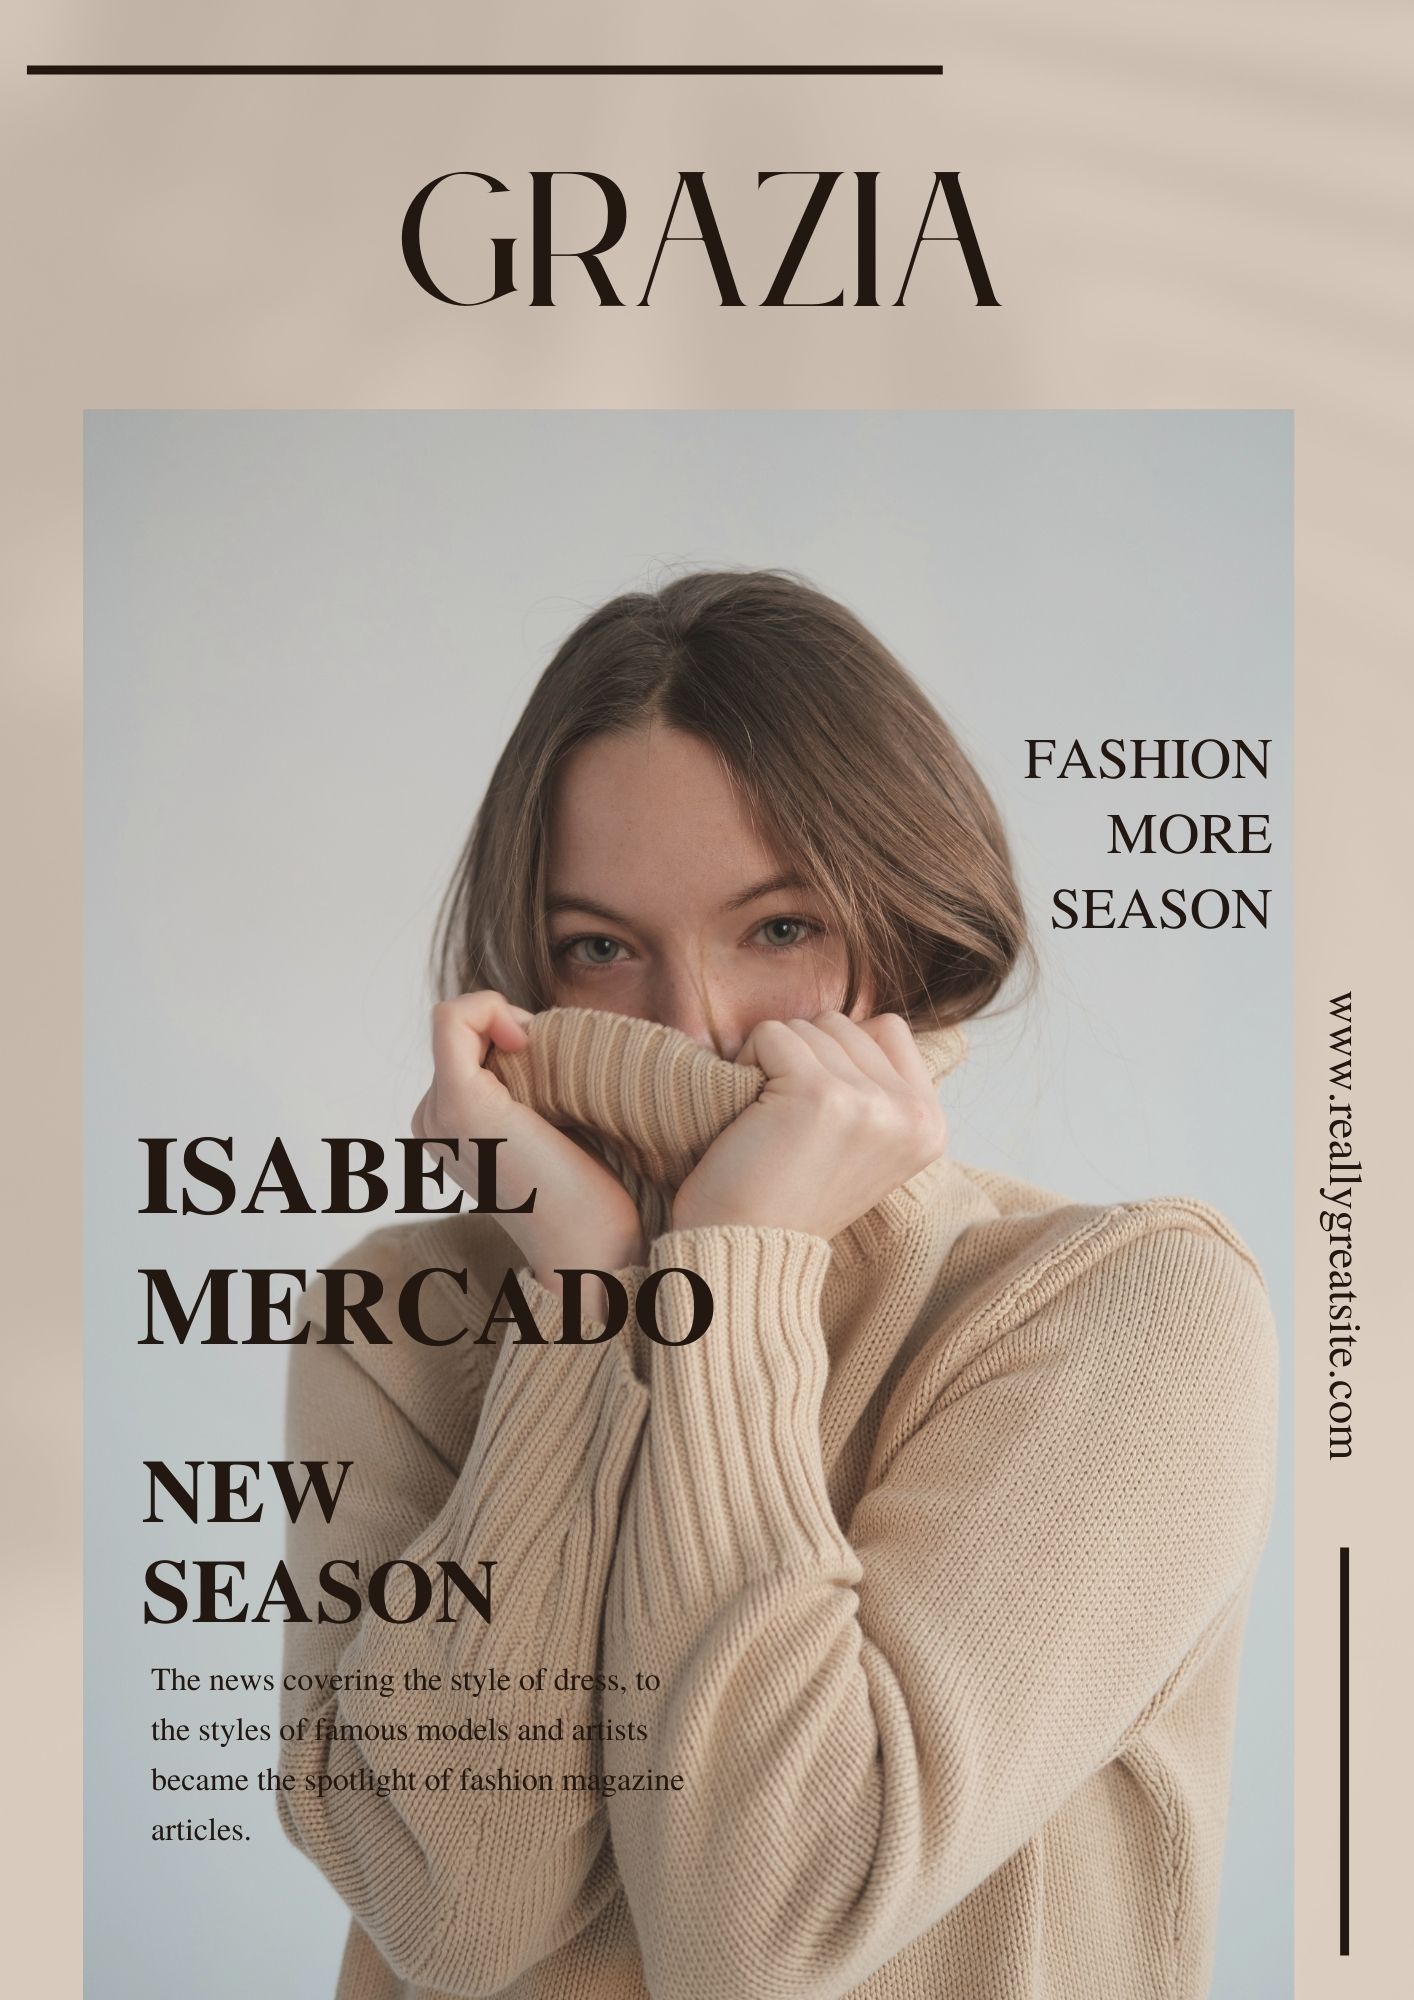 GRAZIA
FASHION
MORE
SEASON
www.reallygreatsite.com
ISABEL
MERCADO
NEW
SEASON
The news covering the style of dress, to
the styles of famous models and artists
became the spotlight of fashion magazine
articles.